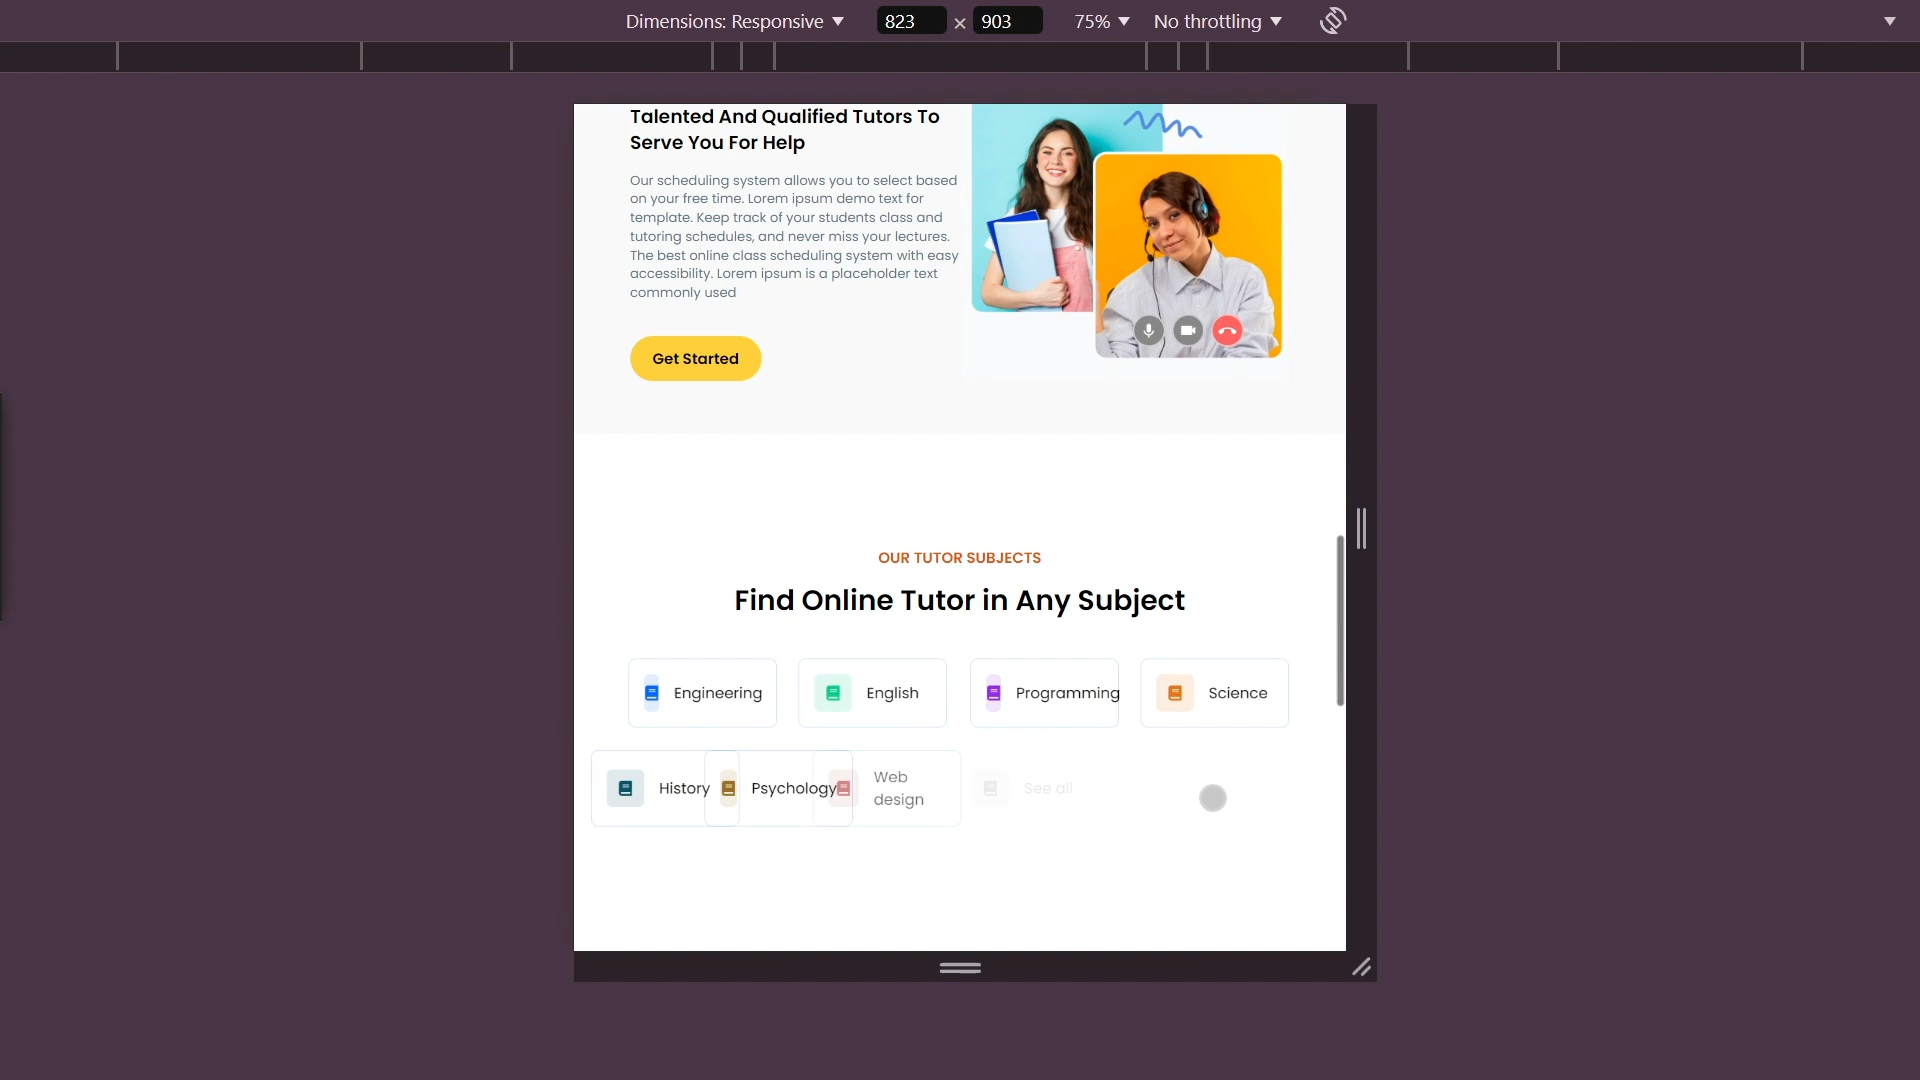 Dimensions: Responsive 823 × 903 75% No throttling
Talented And Qualified Tutors To
Serve You For Help
Our scheduling system allows you to select based
on your free time. Lorem ipsum demo text for
template. Keep track of your students class and
tutoring schedules, and never miss your lectures.
The best online class scheduling system with easy
accessibility. Lorem ipsum is a placeholder text
commonly used
Get Started
OUR TUTOR SUBJECTS
Find Online Tutor in Any Subject
Engineering English Programming Science
History Psychology Web
design
See all